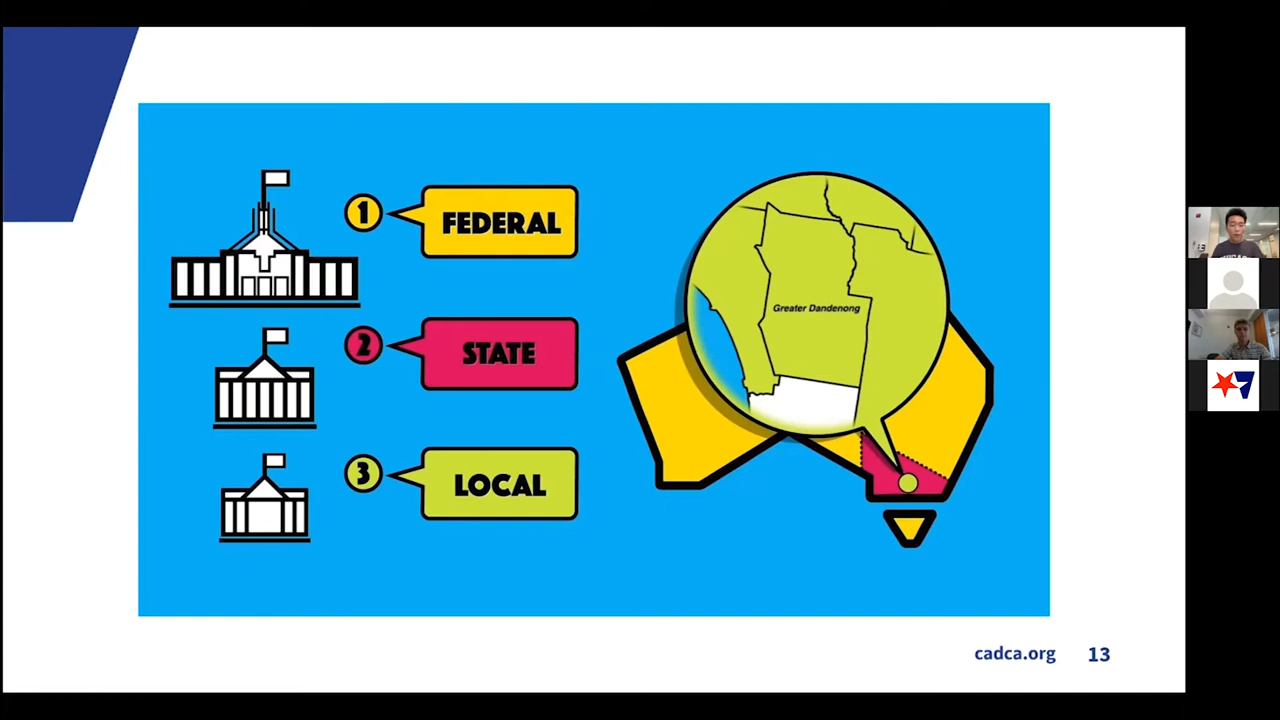 1
FEDERAL
2
STATE
3
LOCAL
Greater Dandenong
cadca.org 13